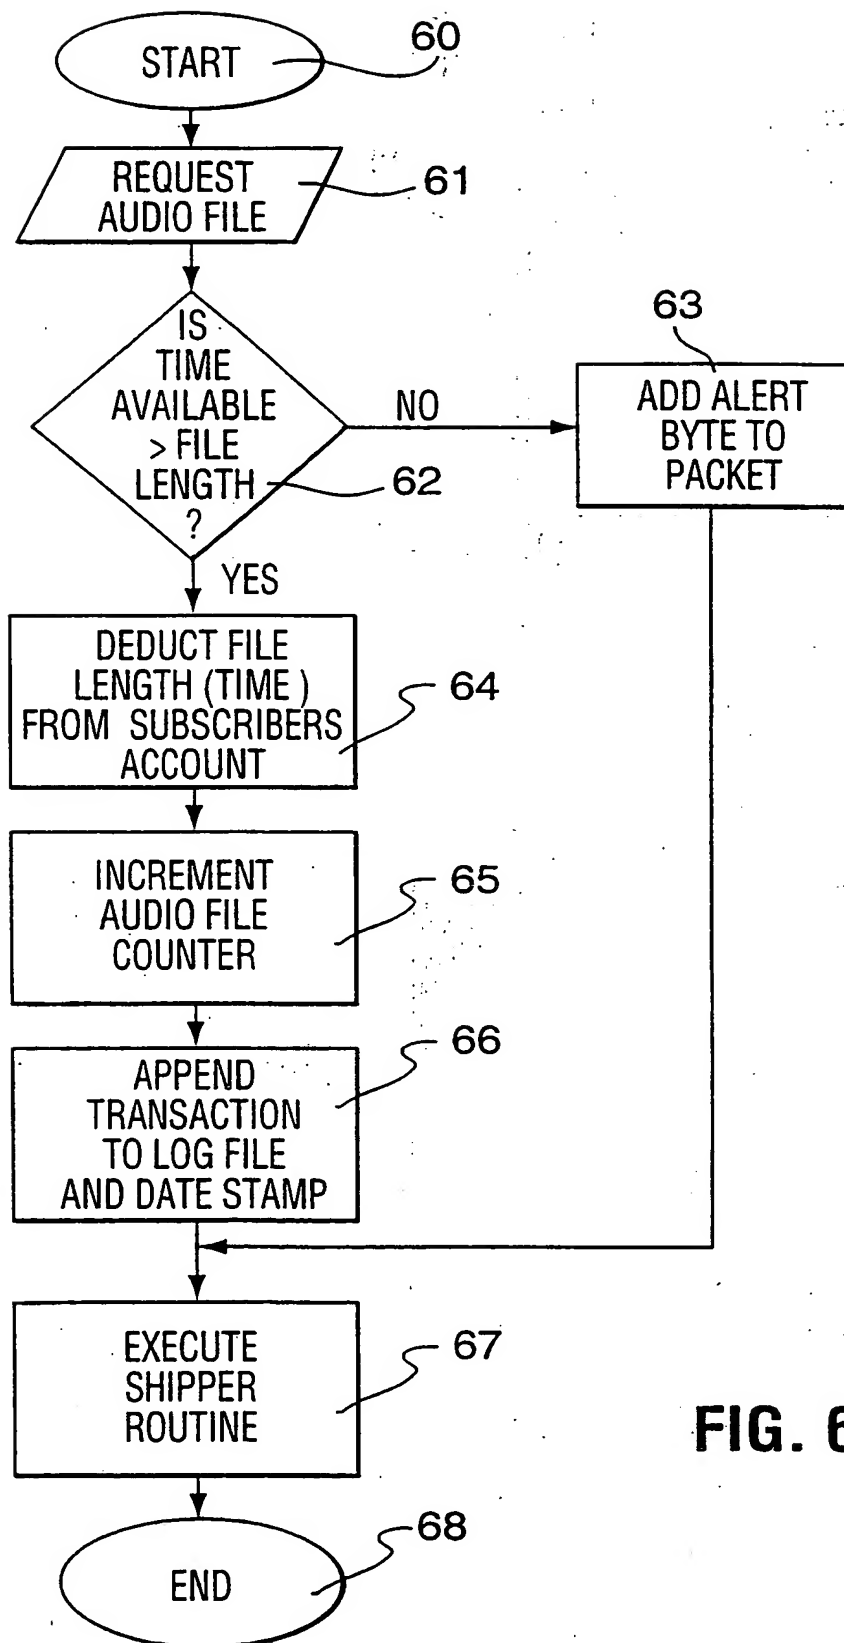 START
60
REQUEST
AUDIO FILE
61
IS
TIME
AVAILABLE
> FILE
LENGTH
?
62
NO
63
ADD ALERT
BYTE TO
PACKET
YES
DEDUCT FILE
LENGTH (TIME )
FROM SUBSCRIBERS
ACCOUNT
64
INCREMENT
AUDIO FILE
COUNTER
65
APPEND
TRANSACTION
TO LOG FILE
AND DATE STAMP
66
EXECUTE
SHIPPER
ROUTINE
67
FIG. 6
END
68